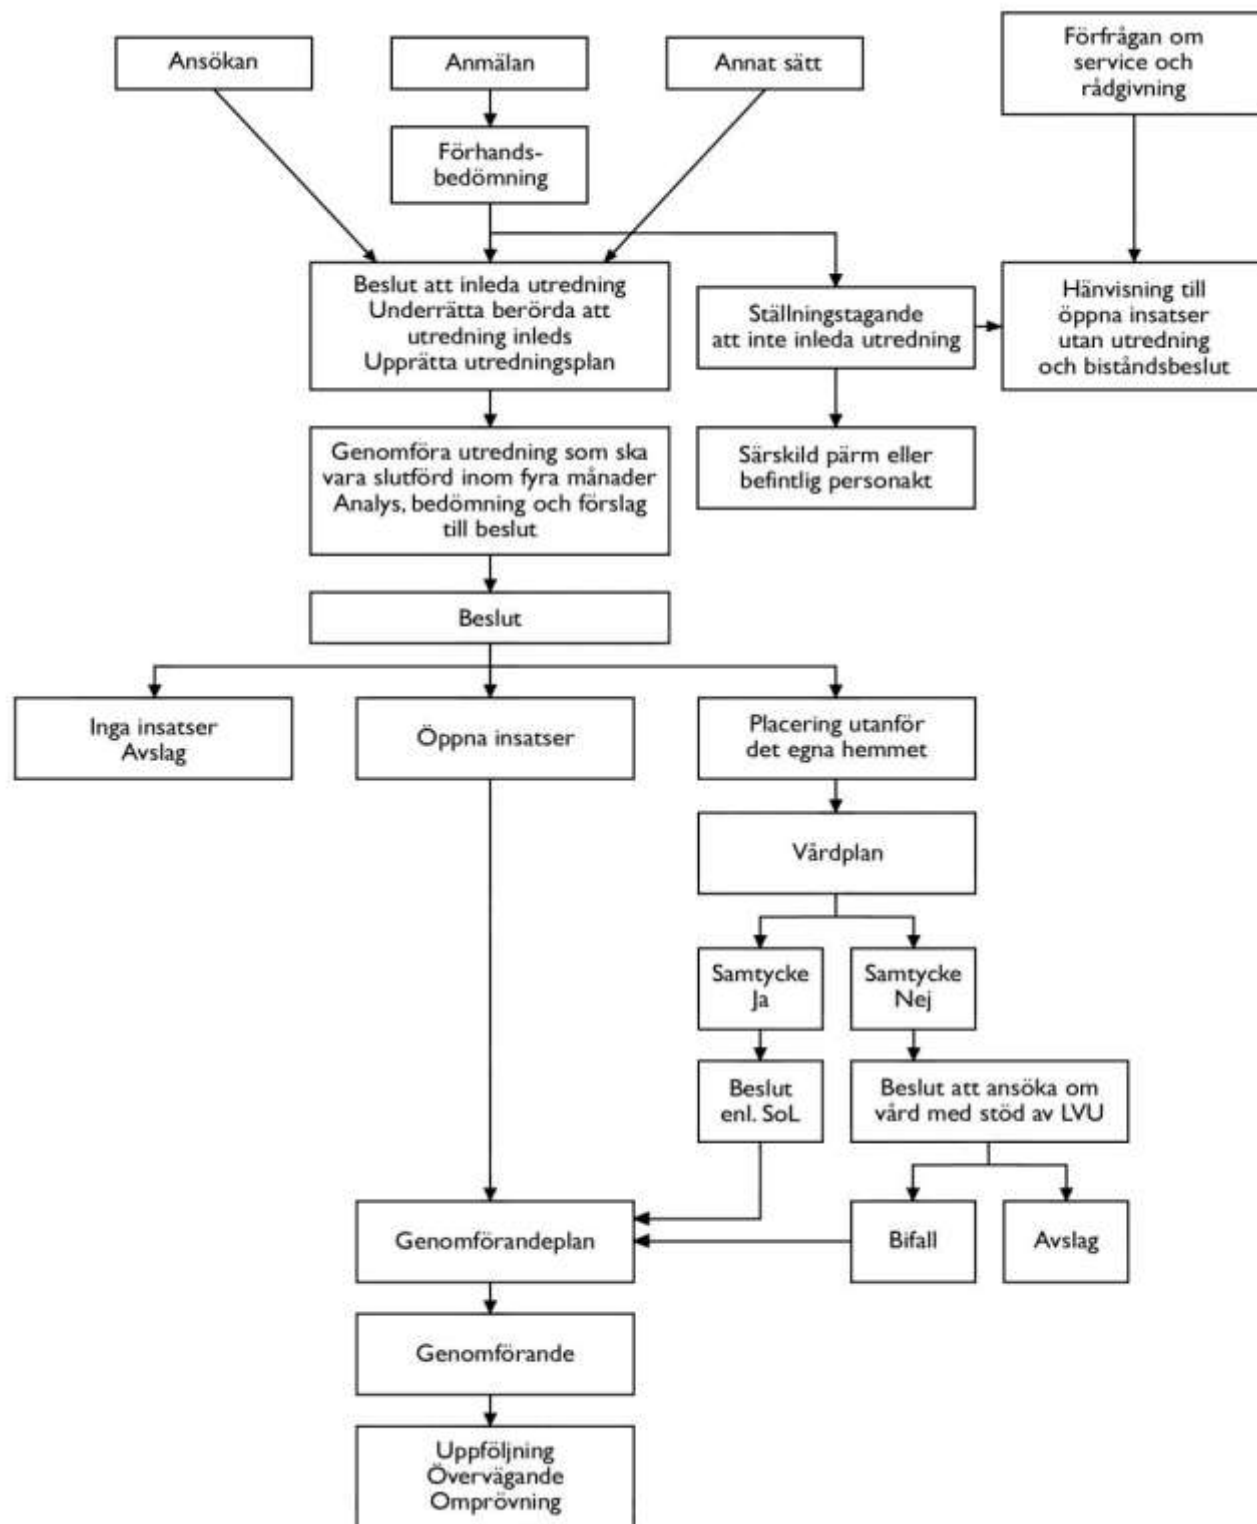 Ansökan
Anmälan
Annat sätt
Förfrågan om
service och
rådgivning
Förhands-
bedömning
Beslut att inleda utredning
Underrätta berörda att
utredning inleds
Upprätta utredningsplan
Ställningstagande
att inte inleda utredning
Hänvisning till
öppna insatser
utan utredning
och biståndsbeslut
Genomföra utredning som ska
vara slutförd inom fyra månader
Analys, bedömning och förslag
till beslut
Särskild pärm eller
befintlig personakt
Beslut
Inga insatser
Avslag
Öppna insatser
Placering utanför
det egna hemmet
Vårdplan
Samtycke
Ja
Samtycke
Nej
Beslut
enl. SoL
Beslut att ansöka om
vård med stöd av LVU
Genomförandeplan
Bifall
Avslag
Genomförande
Uppföljning
Övervägande
Omprövning